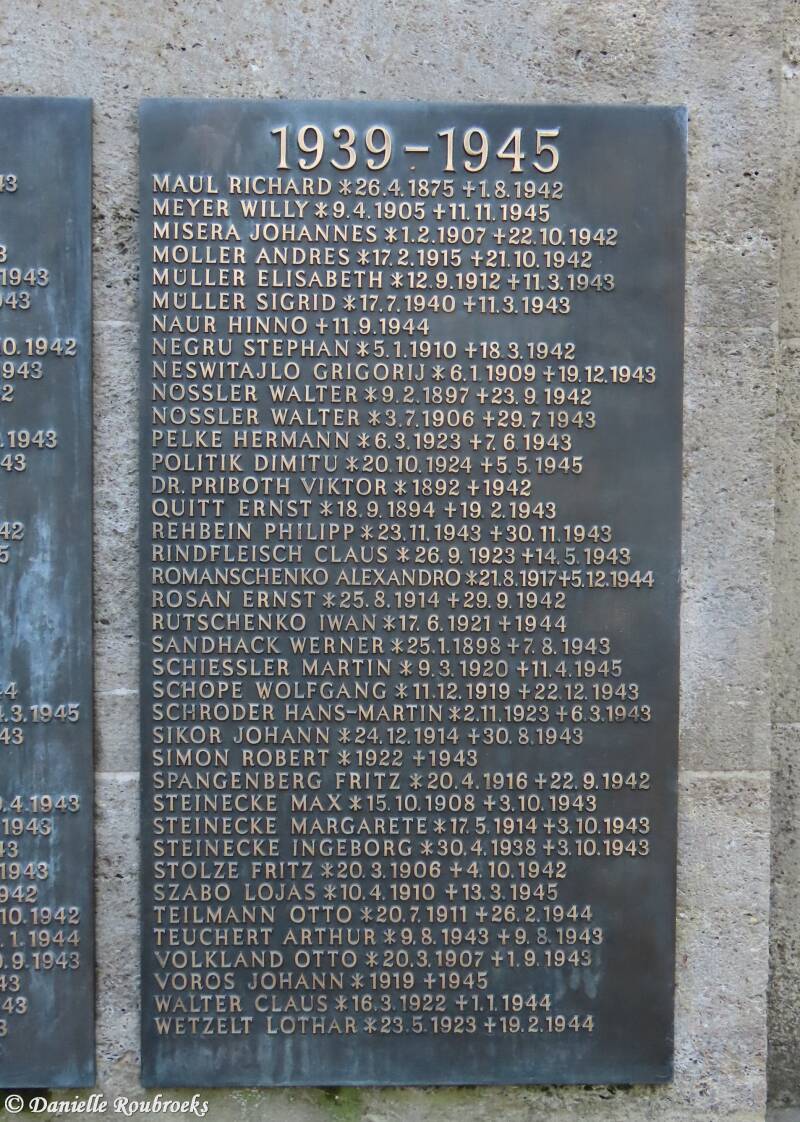 1939-1945
MAUL RICHARD *26.4.1875 +1.8.1942
MEYER WILLY *9.4.1905 +11.11.1945
MISERA JOHANNES *1.2.1907 +22.10.1942
MÖLLER ANDRES *17.2.1915 +21.10.1942
MÜLLER ELISABETH *12.9.1912 +11.3.1943
MÜLLER SIGRID *17.7.1940 +11.3.1943
NAUR HINNO +11.9.1944
NEGRU STEPHAN *5.1.1910 +18.3.1942
NESWITAJLO GRIGORIJ *6.1.1909 +19.12.1943
NÖSSLER WALTER *9.2.1897 +23.9.1942
NÖSSLER WALTER *3.7.1906 +29.7.1943
PELKE HERMANN *6.3.1923 +7.6.1943
POLITIK DIMITU *20.10.1924 +5.5.1945
DR. PRIBOTH VIKTOR *1892 +1942
QUITT ERNST *18.9.1894 +19.2.1943
REHBEIN PHILIPP *23.11.1943 +30.11.1943
RINDFLEISCH CLAUS *26.9.1923 +14.5.1943
ROMANSCHENKO ALEXANDRO *21.8.1917 +5.12.1944
ROSAN ERNST *25.8.1914 +29.9.1942
RUTSCHENKO IWAN *17.6.1921 +1944
SANDHACK WERNER *25.1.1898 +7.8.1943
SCHIESSLER MARTIN *9.3.1920 +11.4.1945
SCHOPE WOLFGANG *11.12.1919 +22.12.1943
SCHRODER HANS-MARTIN *2.11.1923 +6.3.1943
SIKOR JOHANN *24.12.1914 +30.8.1943
SIMON ROBERT *1922 +1943
SPANGENBERG FRITZ *20.4.1916 +22.9.1942
STEINECKE MAX *15.10.1908 +3.10.1943
STEINECKE MARGARETE *17.5.1914 +3.10.1943
STEINECKE INGEBORG *30.4.1938 +3.10.1943
STOLZE FRITZ *20.3.1906 +4.10.1942
SZABO LOJAS *10.4.1910 +13.3.1945
TEILMANN OTTO *20.7.1911 +26.2.1944
TEUCHERT ARTHUR *9.8.1943 +9.8.1943
VOLKLAND OTTO *20.3.1907 +1.9.1943
VOROS JOHANN *1919 +1945
WALTER CLAUS *16.3.1922 +1.1.1944
WETZELT LOTHAR *23.5.1923 +19.2.1944
© Danielle Roubroeks